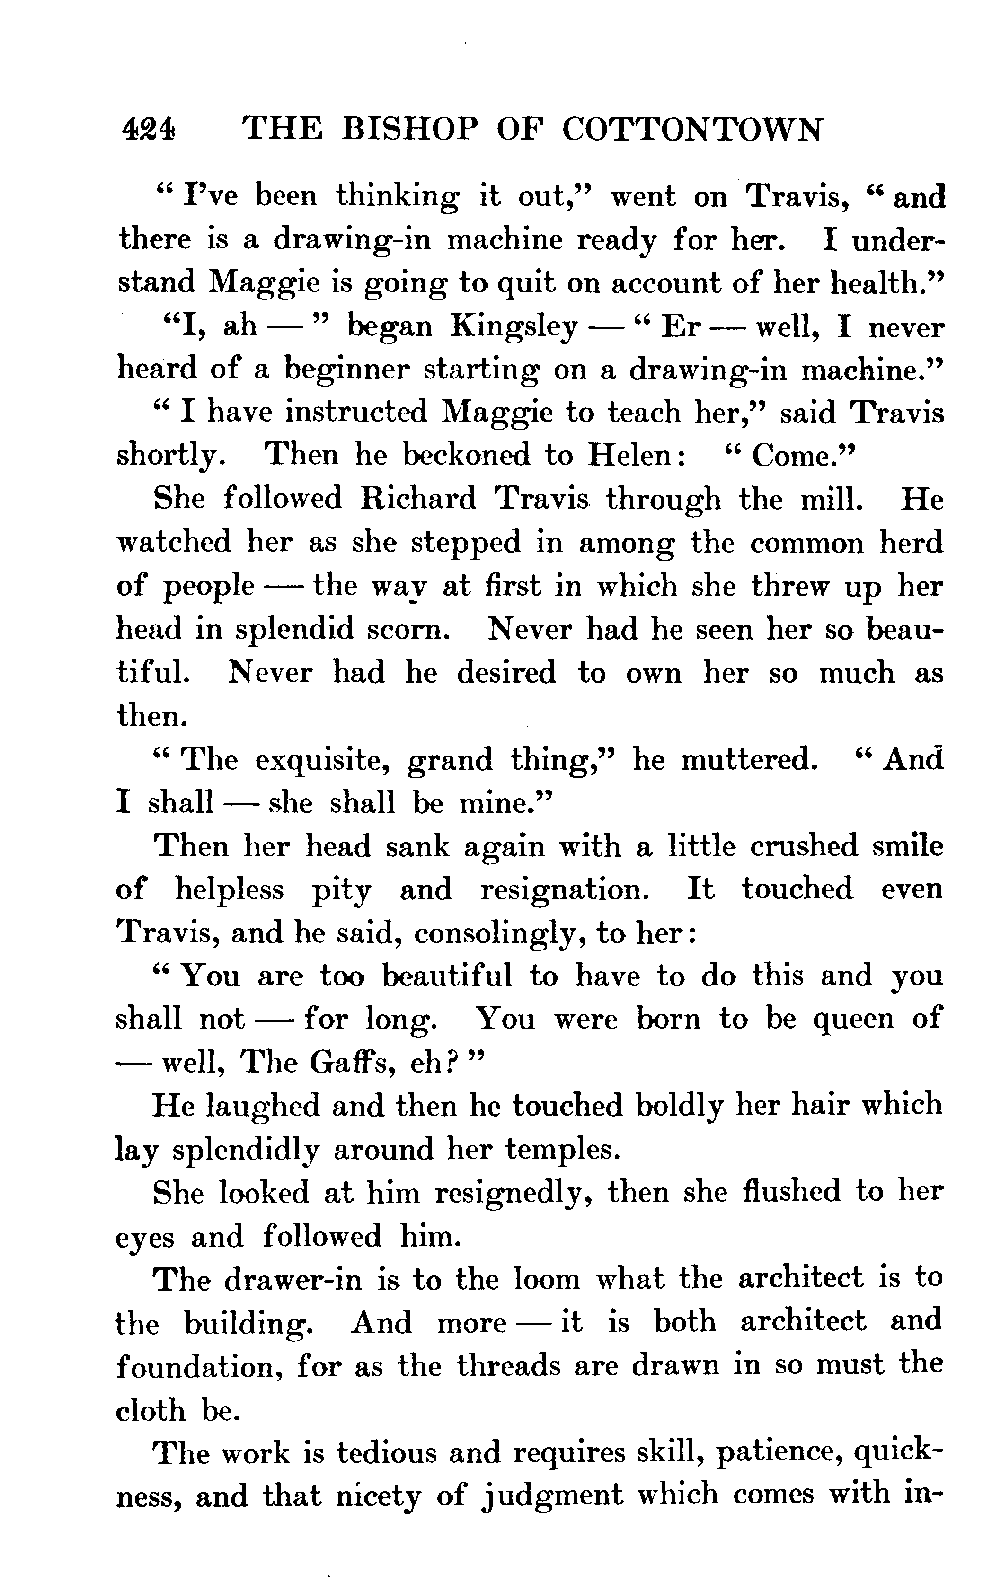 424 THE BISHOP OF COTTONTOWN
“ I’ve been thinking it out,” went on Travis, “ and
there is a drawing-in machine ready for her. I under-
stand Maggie is going to quit on account of her health.”
“I, ah — ” began Kingsley — “ Er — well, I never
heard of a beginner starting on a drawing-in machine.”
“ I have instructed Maggie to teach her,” said Travis
shortly. Then he beckoned to Helen: “ Come.”
She followed Richard Travis through the mill. He
watched her as she stepped in among the common herd
of people — the way at first in which she threw up her
head in splendid scorn. Never had he seen her so beau-
tiful. Never had he desired to own her so much as
then.
“ The exquisite, grand thing,” he muttered. “ And
I shall — she shall be mine.”
Then her head sank again with a little crushed smile
of helpless pity and resignation. It touched even
Travis, and he said, consolingly, to her:
“ You are too beautiful to have to do this and you
shall not — for long. You were born to be queen of
— well, The Gaffs, eh? ”
He laughed and then he touched boldly her hair which
lay splendidly around her temples.
She looked at him resignedly, then she flushed to her
eyes and followed him.
The drawer-in is to the loom what the architect is to
the building. And more — it is both architect and
foundation, for as the threads are drawn in so must the
cloth be.
The work is tedious and requires skill, patience, quick-
ness, and that nicety of judgment which comes with in-